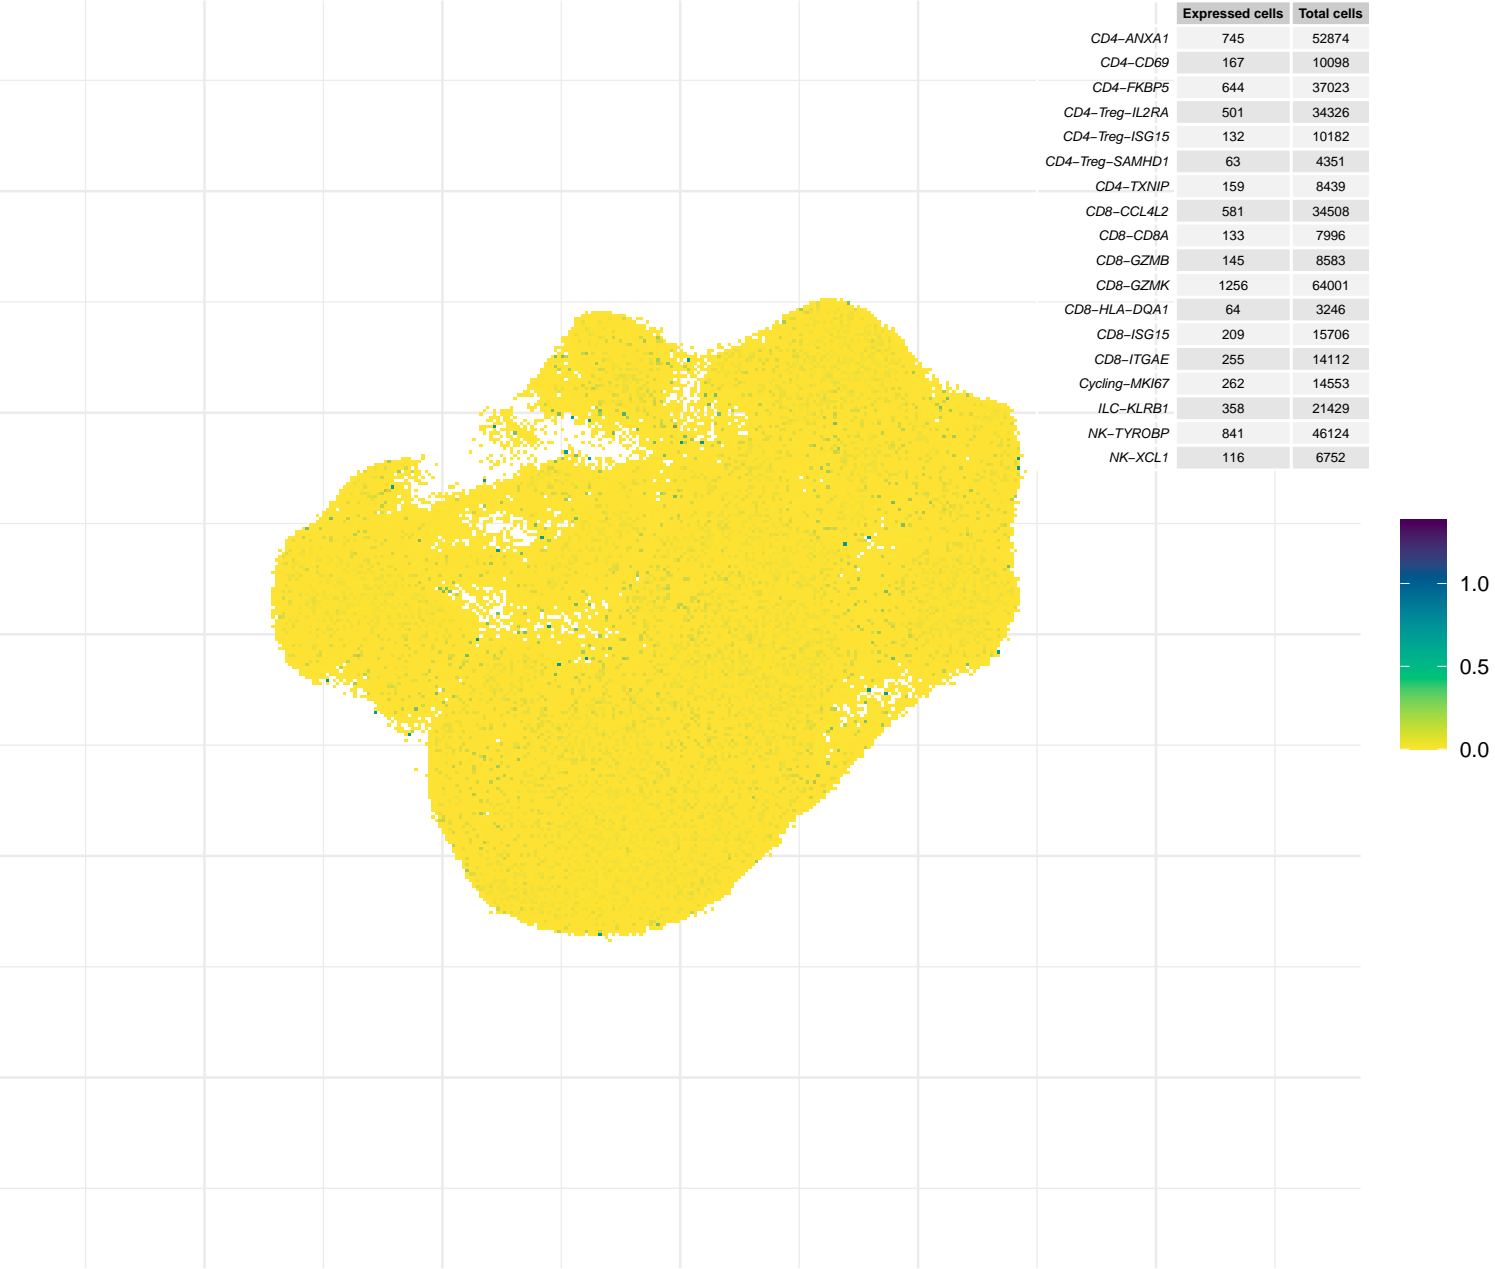 Expressed cells Total cells
CD4−ANXA1 745 52874
CD4−CD69 167 10098
CD4−FKBP5 644 37023
CD4−Treg−IL2RA 501 34326
CD4−Treg−ISG15 132 10182
CD4−Treg−SAMHD1 63 4351
CD4−TXNIP 159 8439
CD8−CCL4L2 581 34508
CD8−CD8A 133 7996
CD8−GZMB 145 8583
CD8−GZMK 1256 64001
CD8−HLA−DQA1 64 3246
CD8−ISG15 209 15706
CD8−ITGAE 255 14112
Cycling−MKI67 262 14553
ILC−KLRB1 358 21429
NK−TYROBP 841 46124
NK−XCL1 116 6752
1.0
0.5
0.0